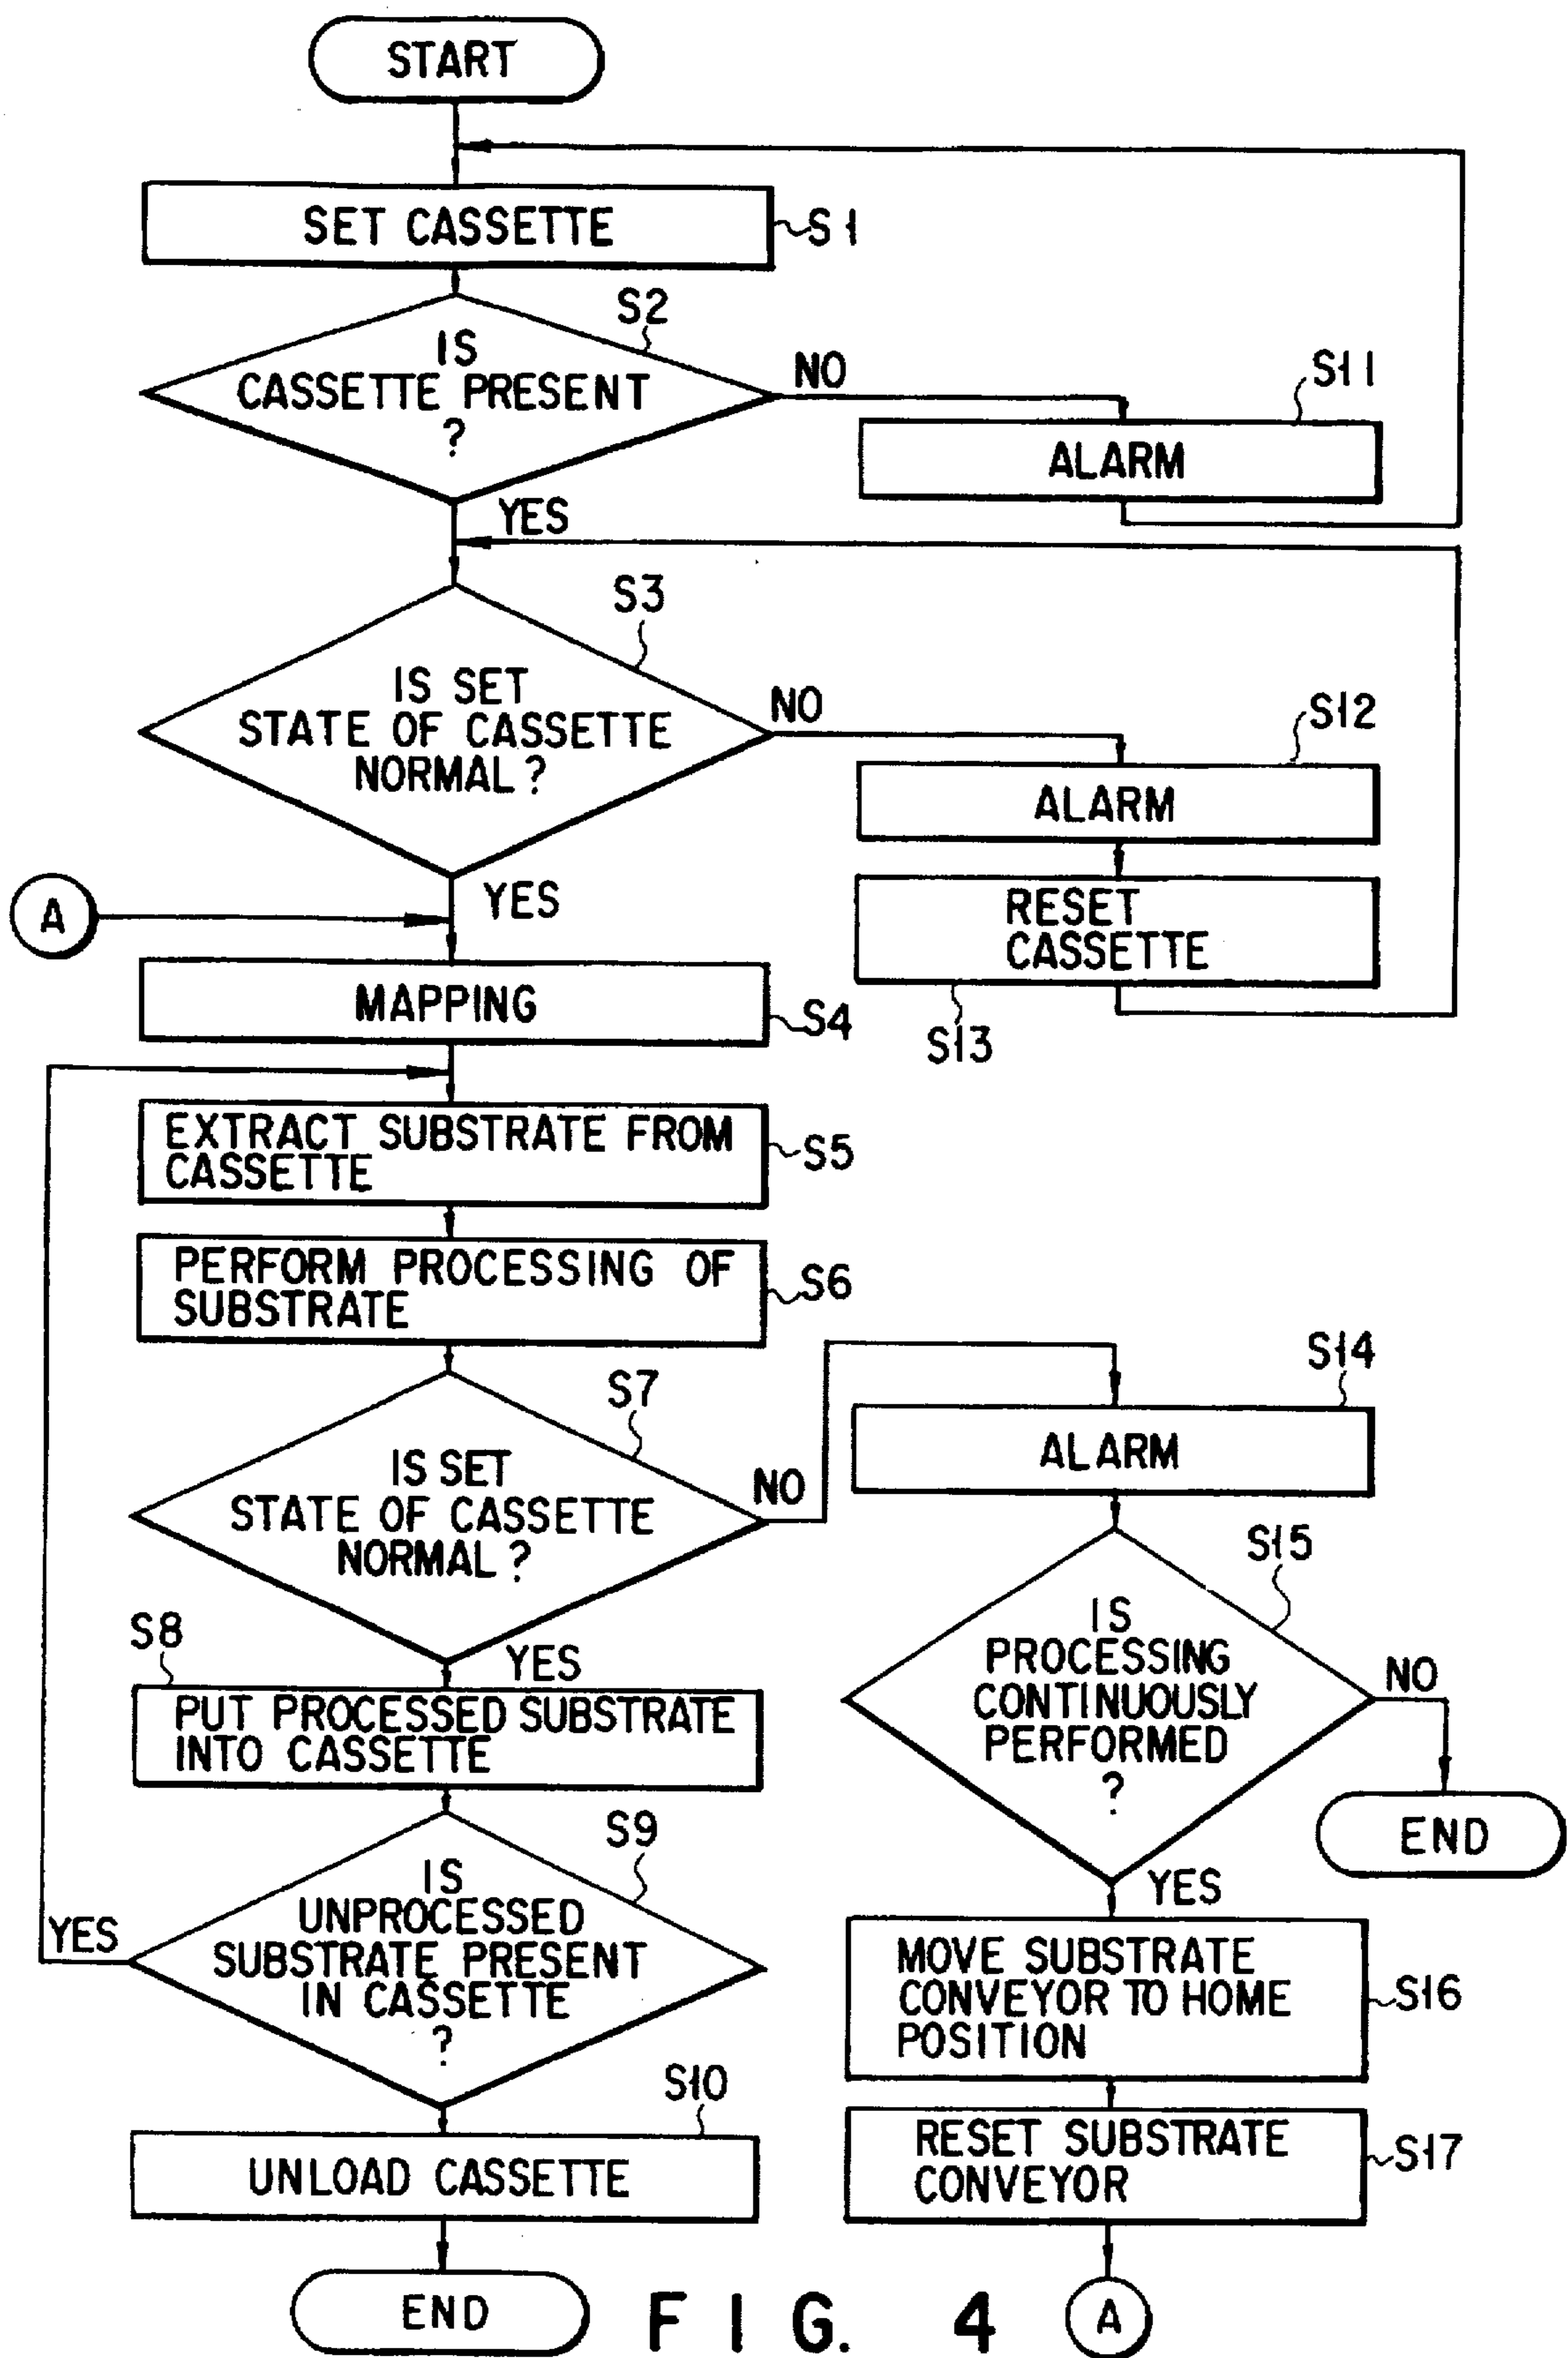 START
SET CASSETTE
S1
S2
IS
CASSETTE PRESENT
?
NO
S11
ALARM
YES
S3
IS SET
STATE OF CASSETTE
NORMAL?
NO
S12
ALARM
RESET
CASSETTE
S13
YES
A
MAPPING
S4
EXTRACT SUBSTRATE FROM
CASSETTE
S5
PERFORM PROCESSING OF
SUBSTRATE
S6
S7
IS SET
STATE OF CASSETTE
NORMAL?
NO
S14
ALARM
S15
IS
PROCESSING
CONTINUOUSLY
PERFORMED
?
NO
END
YES
S8
PUT PROCESSED SUBSTRATE
INTO CASSETTE
S9
IS
UNPROCESSED
SUBSTRATE PRESENT
IN CASSETTE
?
YES
YES
MOVE SUBSTRATE
CONVEYOR TO HOME
POSITION
S16
S10
UNLOAD CASSETTE
RESET SUBSTRATE
CONVEYOR
S17
END
A
FIG. 4